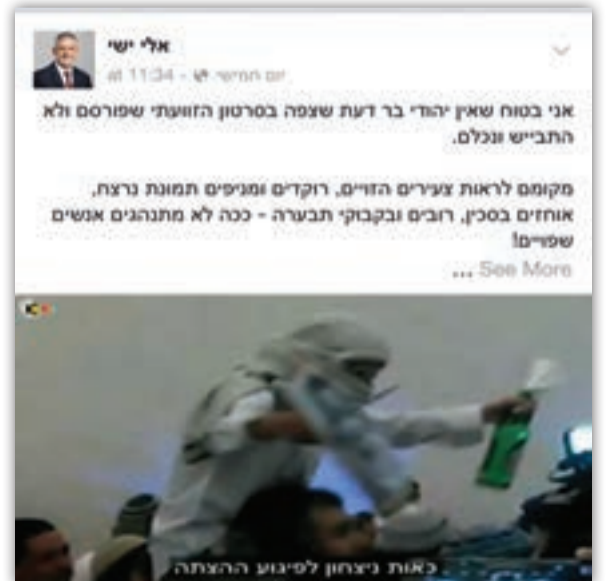 אלי ישי
יום חמישי · at 11:34
אני בטוח שאין יהודי בר דעת שצפה בסרטון הזוועתי שפורסם ולא
התבייש ונכלם.
מקומם לראות צעירים הזויים, רוקדים ומניפים תמונת נרצח,
אוחזים בסכין, רובים ובקבוקי תבערה - ככה לא מתנהגים אנשים
שפויים!
... See More
כאות ניצחון לפיגוע ההצתה